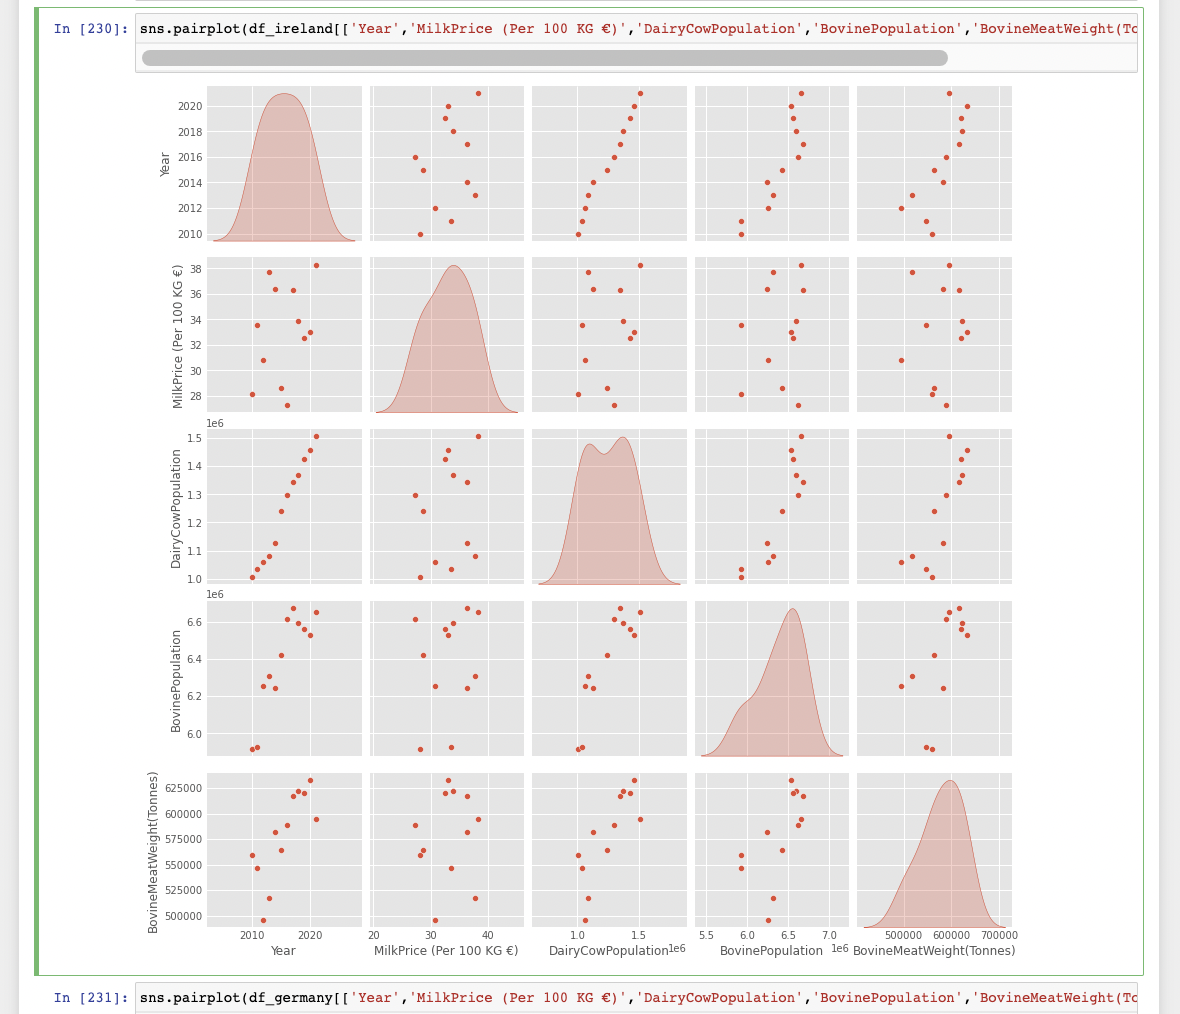 In [230]: sns.pairplot(df_ireland[['Year','MilkPrice (Per 100 KG €)','DairyCowPopulation','BovinePopulation','BovineMeatWeight(To
2020
2018
2016
2014
2012
2010
Year
38
36
34
32
30
28
MilkPrice (Per 100 KG €)
1e6
1.5
1.4
1.3
1.2
1.1
1.0
DairyCowPopulation
1e6
6.6
6.4
6.2
6.0
BovinePopulation
625000
600000
575000
550000
525000
500000
BovineMeatWeight(Tonnes)
2010 2020 20 30 40 1.0 1.5 5.5 6.0 6.5 7.0 500000 600000 700000
Year MilkPrice (Per 100 KG €) DairyCowPopulation 1e6 BovinePopulation 1e6 BovineMeatWeight(Tonnes)
In [231]: sns.pairplot(df_germany[['Year','MilkPrice (Per 100 KG €)','DairyCowPopulation','BovinePopulation','BovineMeatWeight(To